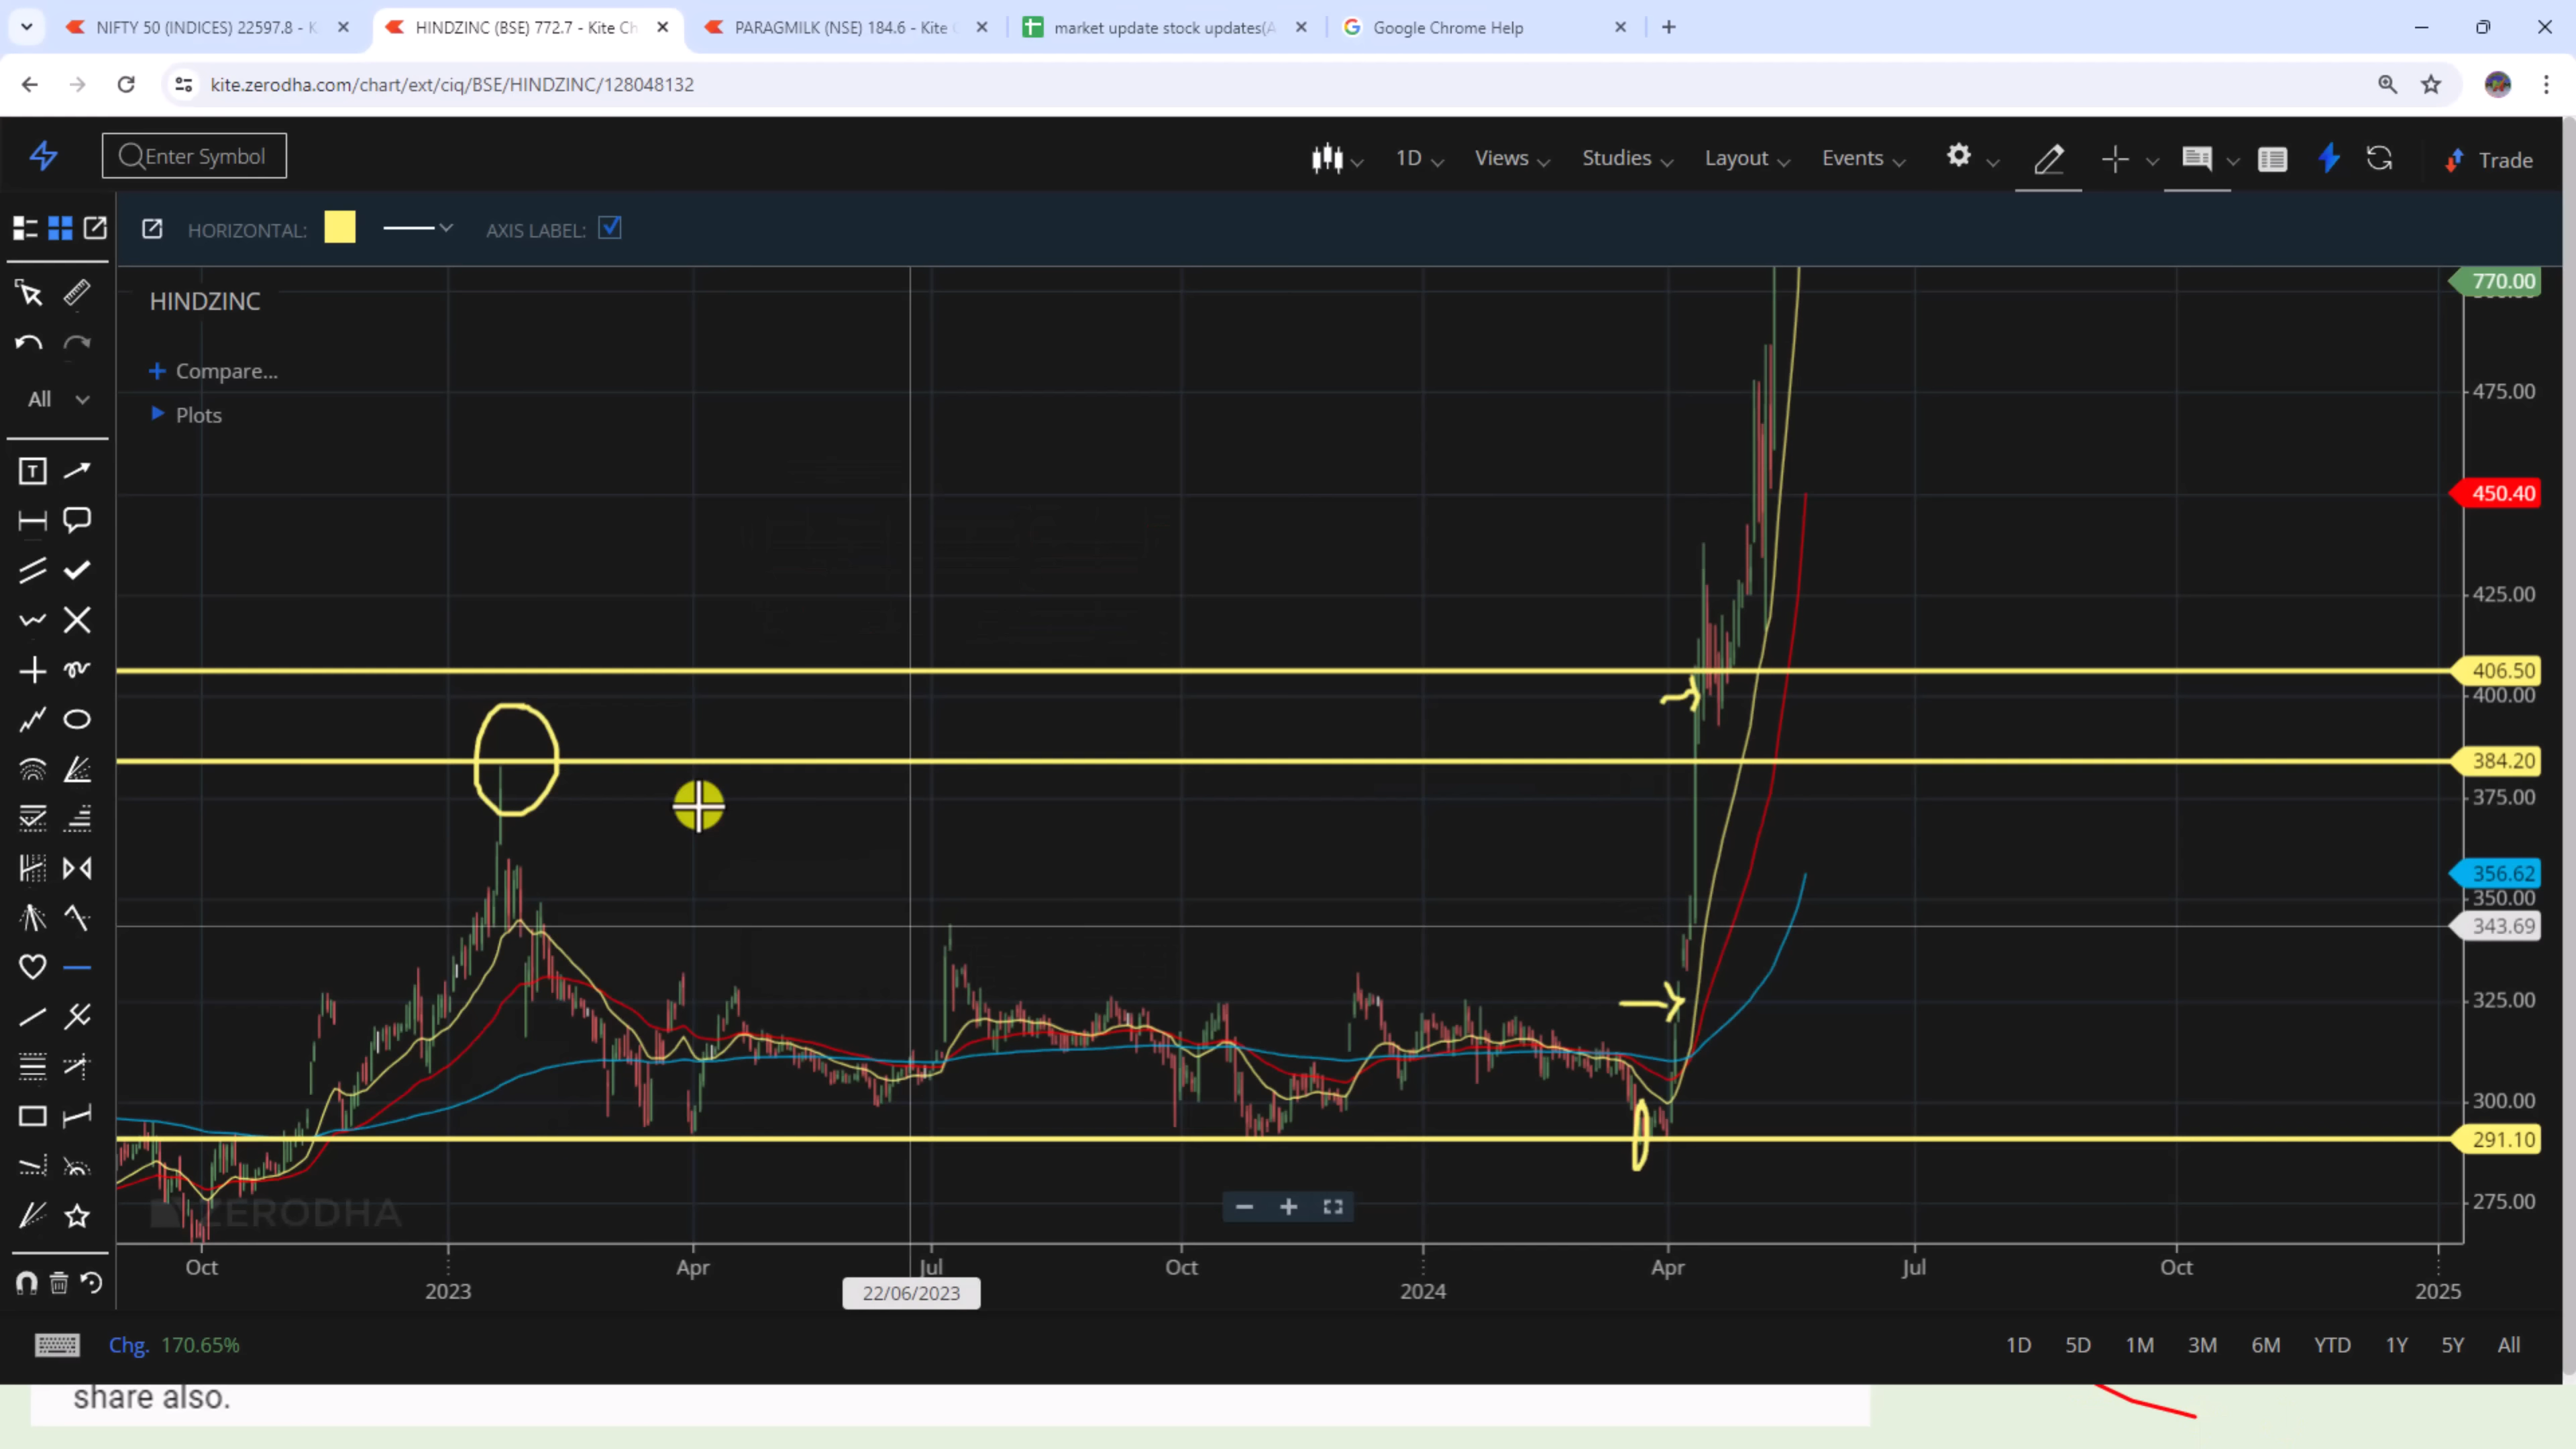 NIFTY 50 (INDICES) 22597.8 - K
HINDZINC (BSE) 772.7 - Kite Ch
PARAGMILK (NSE) 184.6 - Kite C
market update stock updates(A
Google Chrome Help
kite.zerodha.com/chart/ext/ciq/BSE/HINDZINC/128048132
Enter Symbol
1D
Views
Studies
Layout
Events
Trade
HORIZONTAL:
AXIS LABEL:
HINDZINC
Compare...
Plots
All
T
770.00
475.00
450.40
425.00
406.50
400.00
384.20
375.00
356.62
350.00
343.69
325.00
300.00
291.10
275.00
ZERODHA
Oct
2023
Apr
Jul
22/06/2023
Oct
2024
Apr
Jul
Oct
2025
Chg. 170.65%
1D 5D 1M 3M 6M YTD 1Y 5Y All
share also.